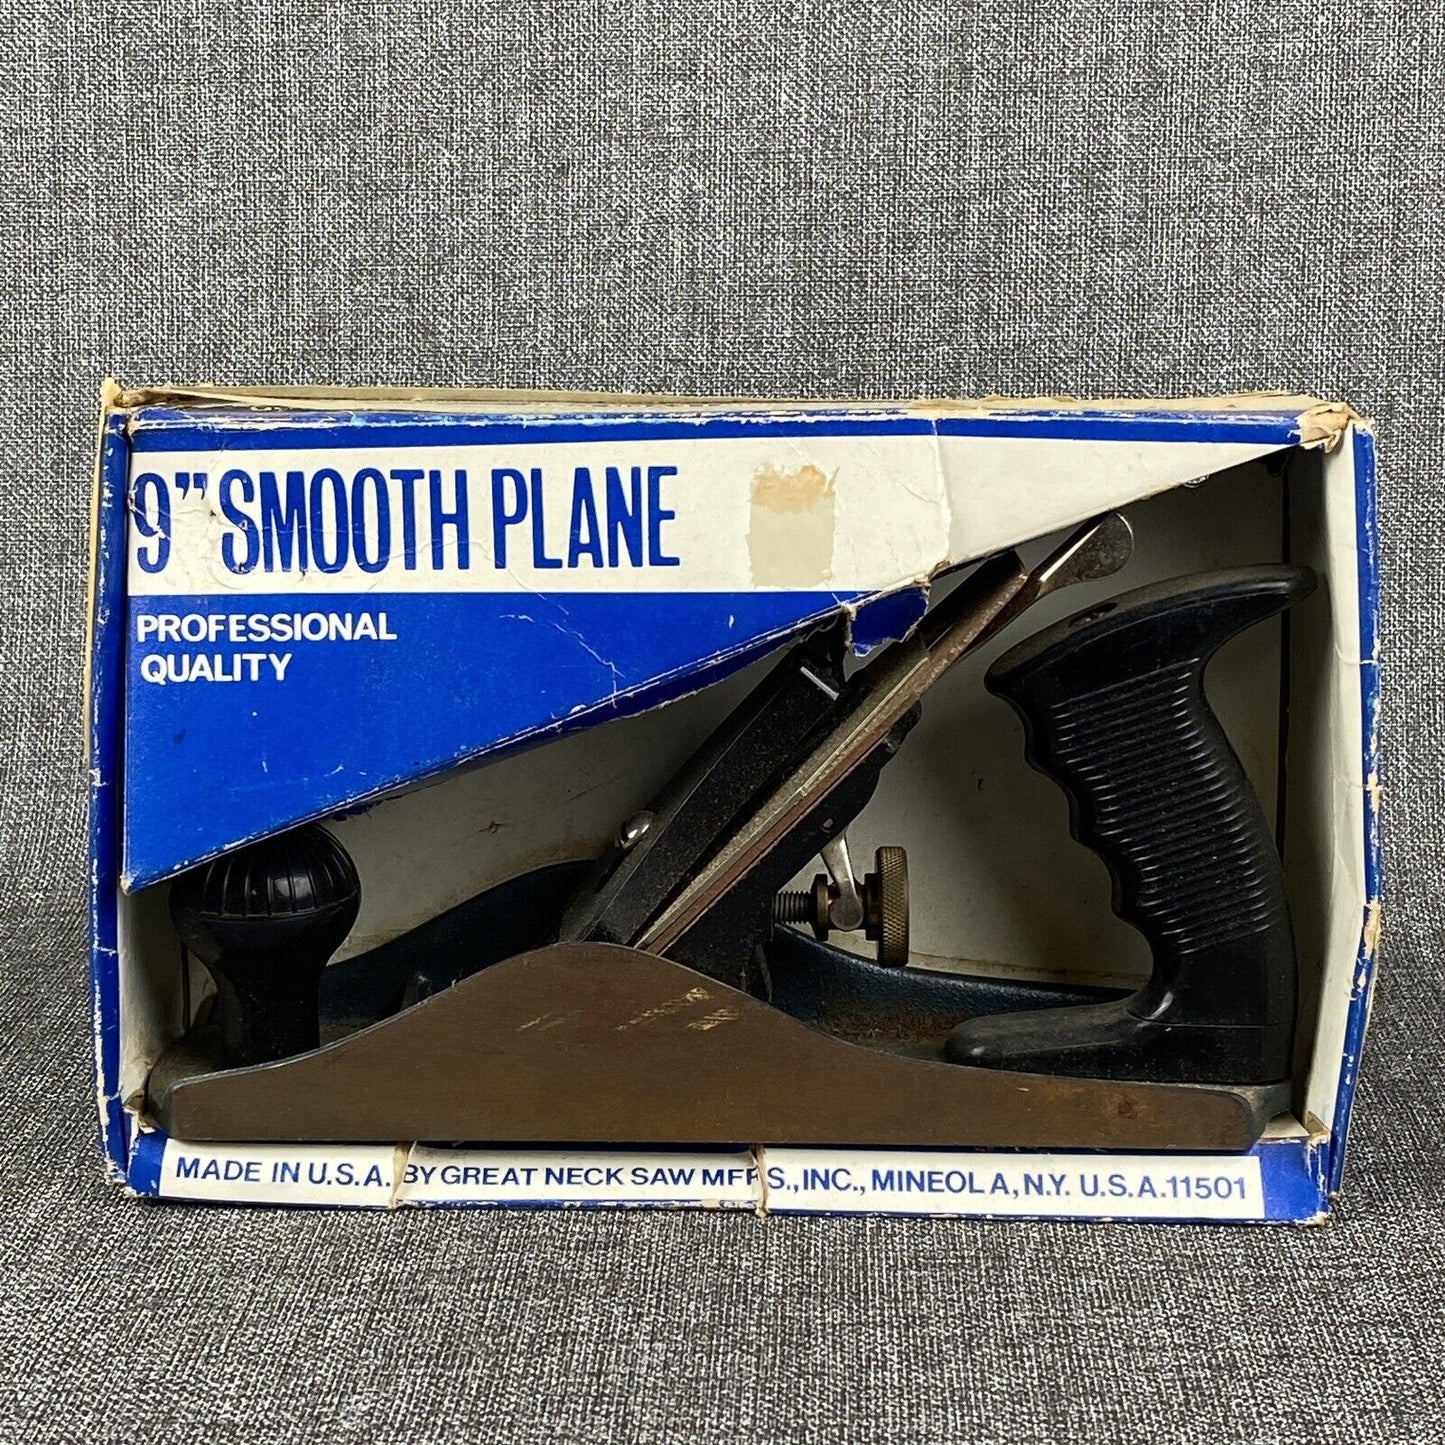 9" SMOOTH PLANE
PROFESSIONAL
QUALITY
MADE IN U.S.A. BY GREAT NECK SAW MFRS., INC., MINEOLA, N.Y. U.S.A. 11501